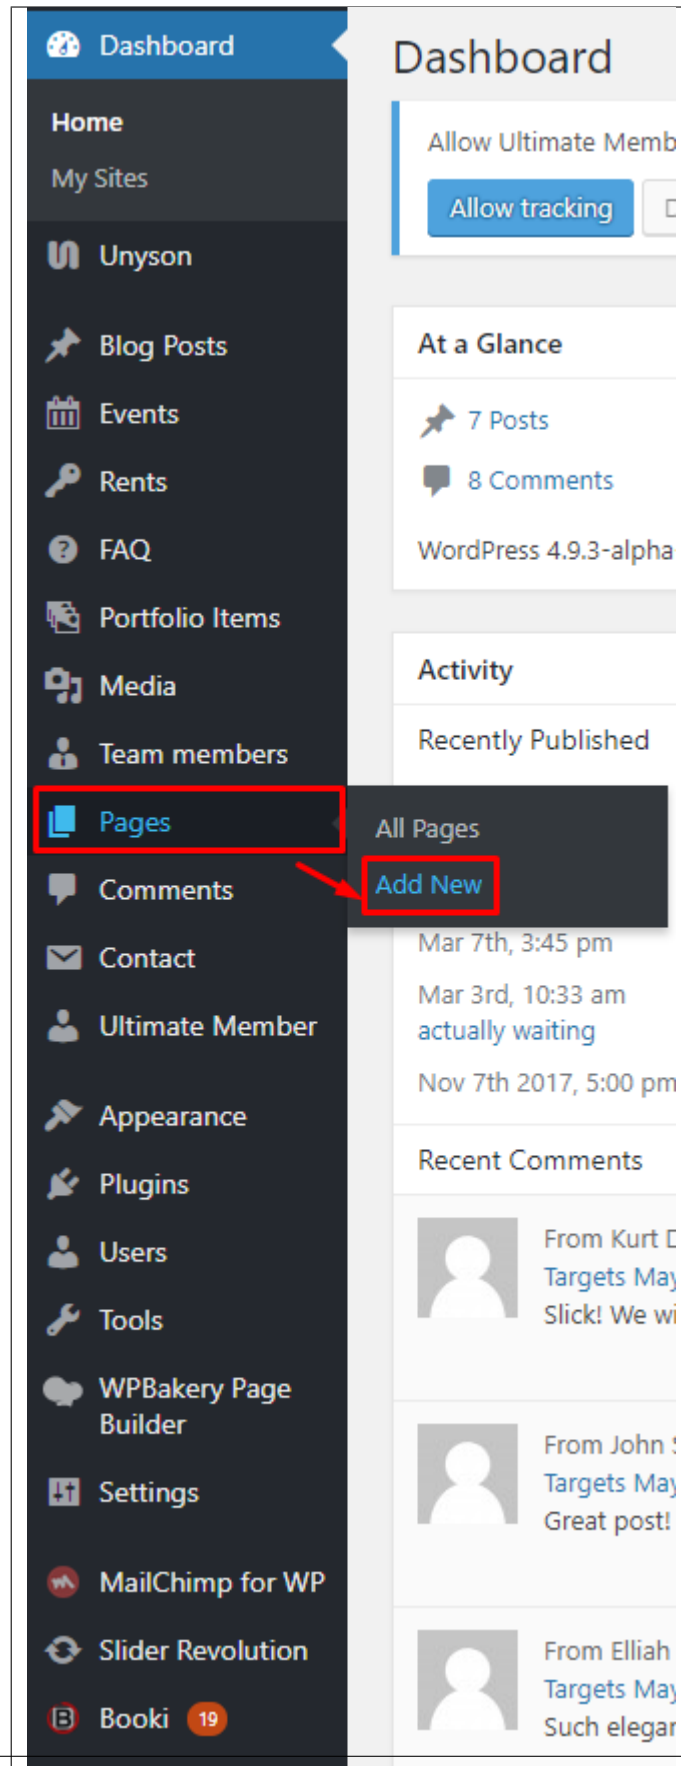 Dashboard
Home
My Sites
Unyson
Blog Posts
Events
Rents
FAQ
Portfolio Items
Media
Team members
Pages
All Pages
Add New
Comments
Contact
Ultimate Member
Appearance
Plugins
Users
Tools
WPBakery Page
Builder
Settings
MailChimp for WP
Slider Revolution
Booki 19
Dashboard
Allow Ultimate Memb
Allow tracking
At a Glance
7 Posts
8 Comments
WordPress 4.9.3-alpha
Activity
Recently Published
Mar 7th, 3:45 pm
Mar 3rd, 10:33 am
actually waiting
Nov 7th 2017, 5:00 pm
Recent Comments
From Kurt
Targets May
Slick! We wi
From John
Targets May
Great post!
From Elliah
Targets May
Such elegan